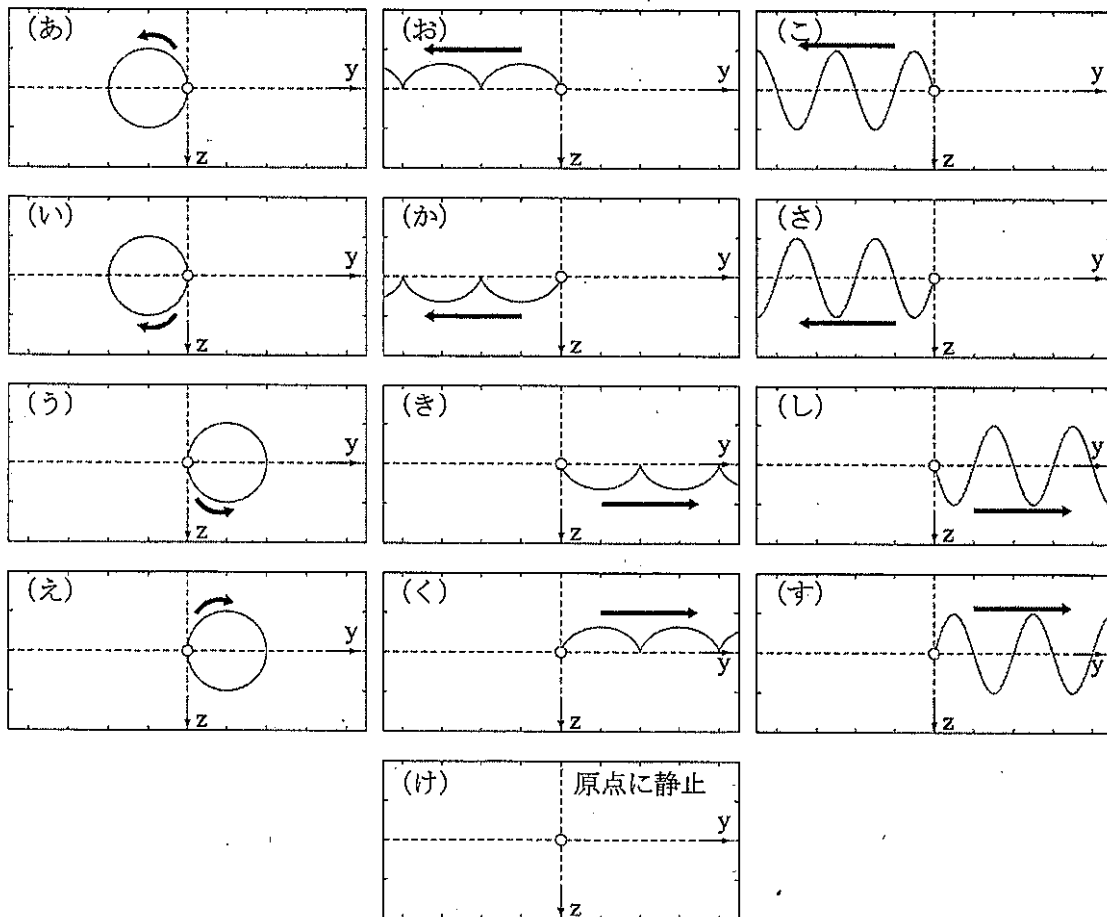 (あ) y z
(お) y z
(こ) y z
(い) y z
(か) y z
(さ) y z
(う) y z
(き) y z
(し) y z
(え) y z
(く) y z
(す) y z
(け) 原点に静止 y z